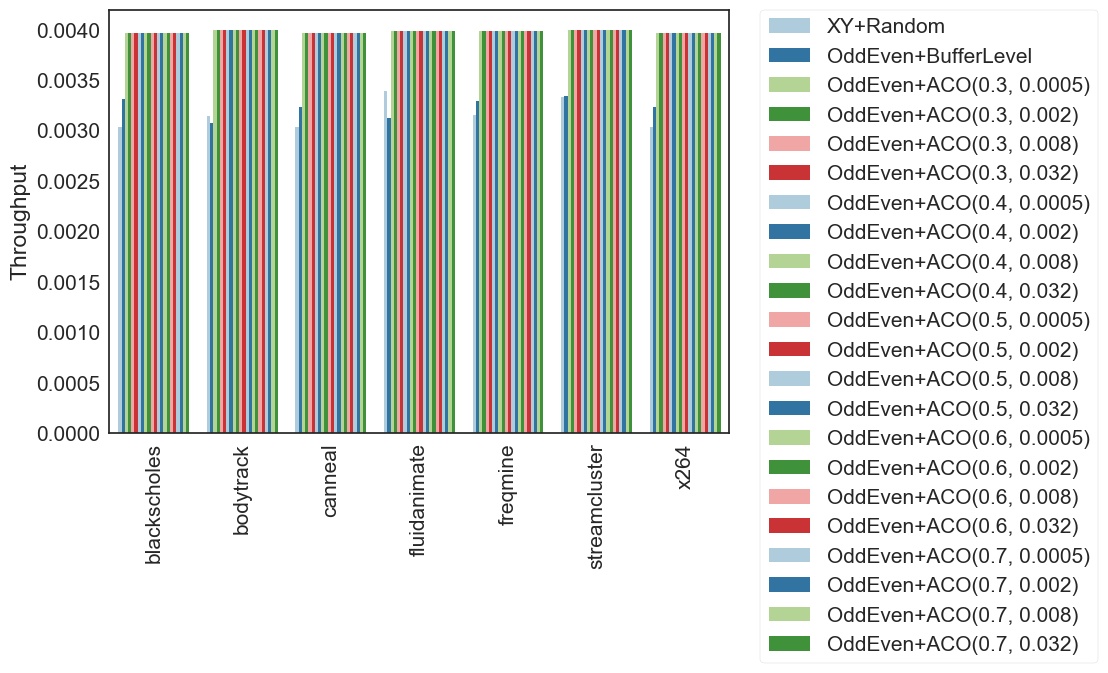 0.0040
0.0035
0.0030
0.0025
0.0020
0.0015
0.0010
0.0005
0.0000
Throughput
blackscholes
bodytrack
canneal
fluidanimate
freqmine
streamcluster
x264
XY+Random
OddEven+BufferLevel
OddEven+ACO(0.3, 0.0005)
OddEven+ACO(0.3, 0.002)
OddEven+ACO(0.3, 0.008)
OddEven+ACO(0.3, 0.032)
OddEven+ACO(0.4, 0.0005)
OddEven+ACO(0.4, 0.002)
OddEven+ACO(0.4, 0.008)
OddEven+ACO(0.4, 0.032)
OddEven+ACO(0.5, 0.0005)
OddEven+ACO(0.5, 0.002)
OddEven+ACO(0.5, 0.008)
OddEven+ACO(0.5, 0.032)
OddEven+ACO(0.6, 0.0005)
OddEven+ACO(0.6, 0.002)
OddEven+ACO(0.6, 0.008)
OddEven+ACO(0.6, 0.032)
OddEven+ACO(0.7, 0.0005)
OddEven+ACO(0.7, 0.002)
OddEven+ACO(0.7, 0.008)
OddEven+ACO(0.7, 0.032)